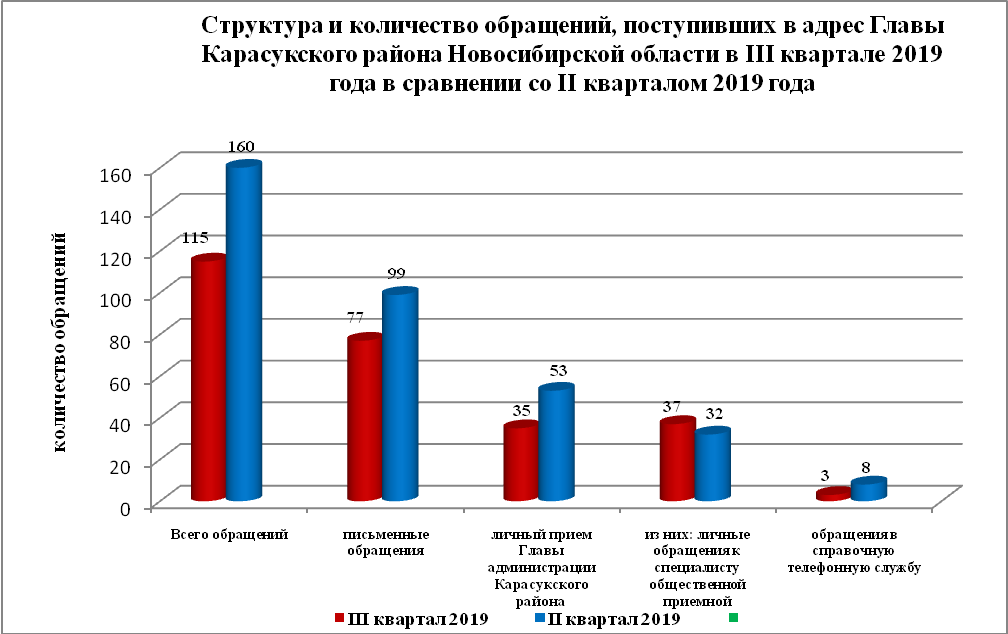 Структура и количество обращений, поступивших в адрес Главы
Карасукского района Новосибирской области в III квартале 2019
года в сравнении со II кварталом 2019 года
количество обращений
160
140
120
100
80
60
40
20
0
115
160
77
99
35
53
37
32
3
8
Всего обращений
письменные
обращения
личный прием
Главы
администрации
Карасукского
района
из них: личные
обращения к
специалисту
общественной
приемной
обращения в
справочную
телефонную службу
III квартал 2019
II квартал 2019